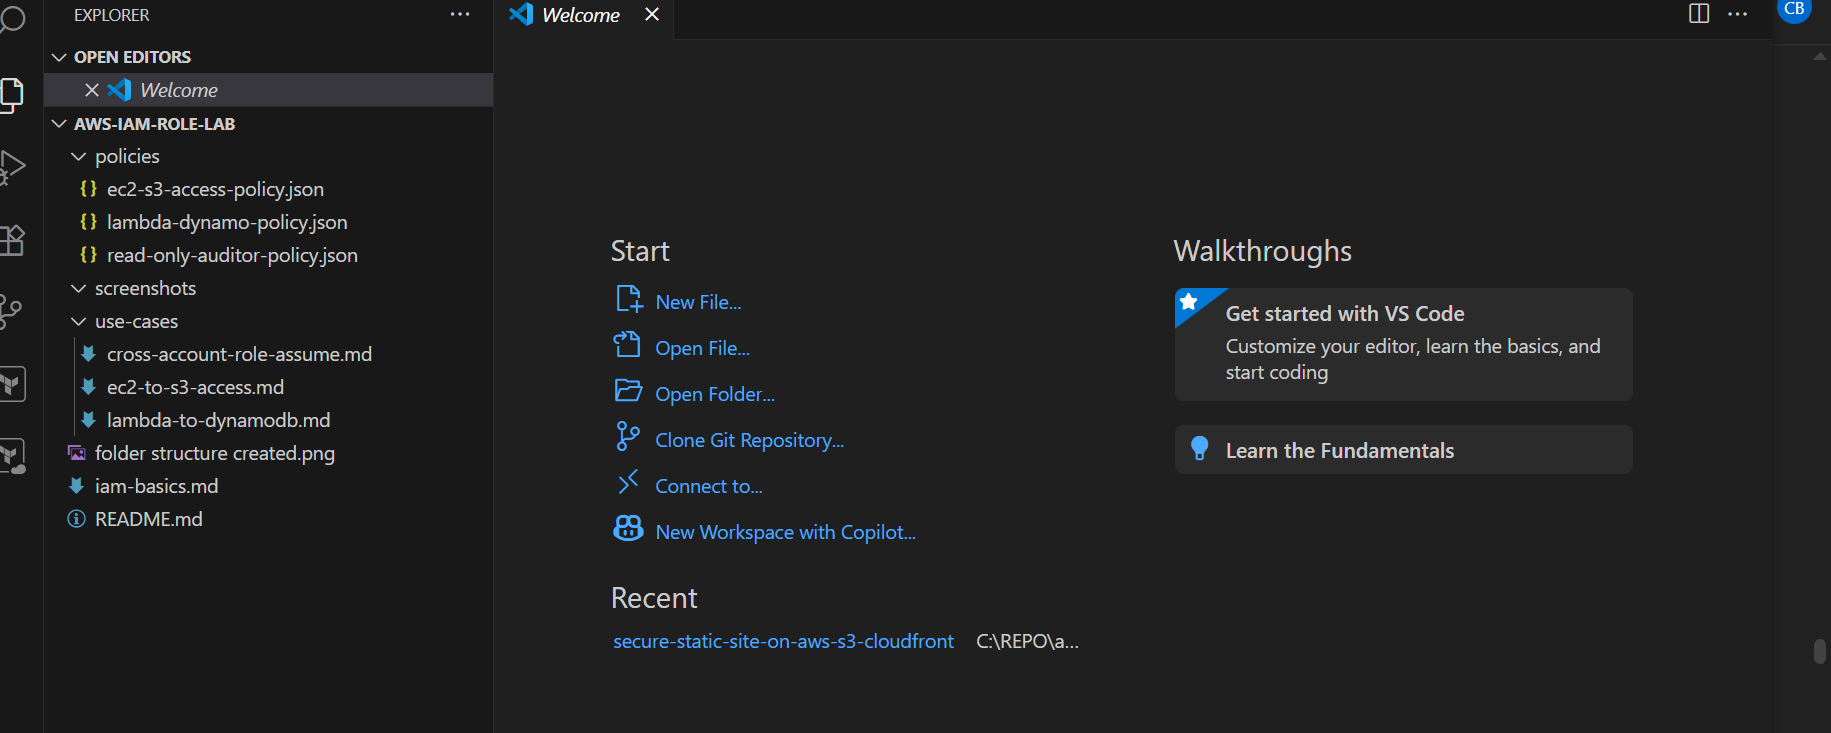 EXPLORER
OPEN EDITORS
Welcome
AWS-IAM-ROLE-LAB
policies
{} ec2-s3-access-policy.json
{} lambda-dynamo-policy.json
{} read-only-auditor-policy.json
screenshots
use-cases
cross-account-role-assume.md
ec2-to-s3-access.md
lambda-to-dynamodb.md
folder structure created.png
iam-basics.md
README.md
Welcome
CB
Start
New File...
Open File...
Open Folder...
Clone Git Repository...
Connect to...
New Workspace with Copilot...
Recent
secure-static-site-on-aws-s3-cloudfront C:\REPO\a...
Walkthroughs
Get started with VS Code
Customize your editor, learn the basics, and
start coding
Learn the Fundamentals